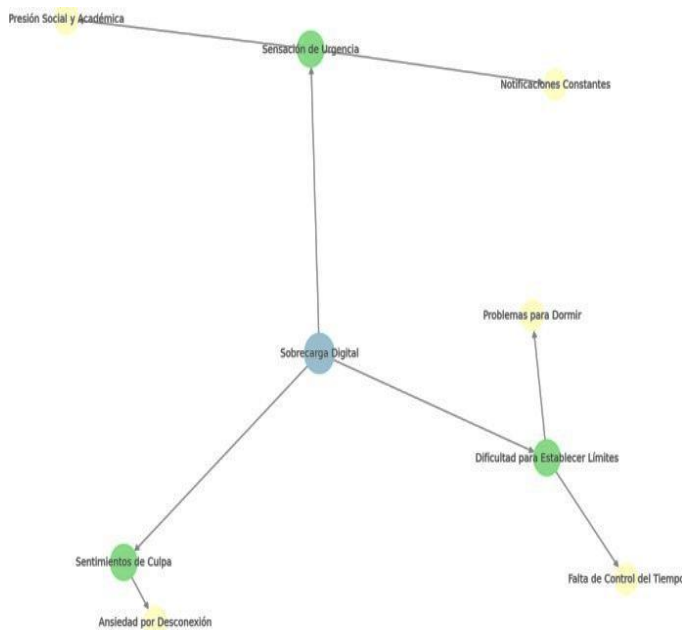 Presión Social y Académica
Sensación de Urgencia
Notificaciones Constantes
Problemas para Dormir
Sobrecarga Digital
Dificultad para Establecer Límites
Sentimientos de Culpa
Falta de Control del Tiempo
Ansiedad por Desconexión